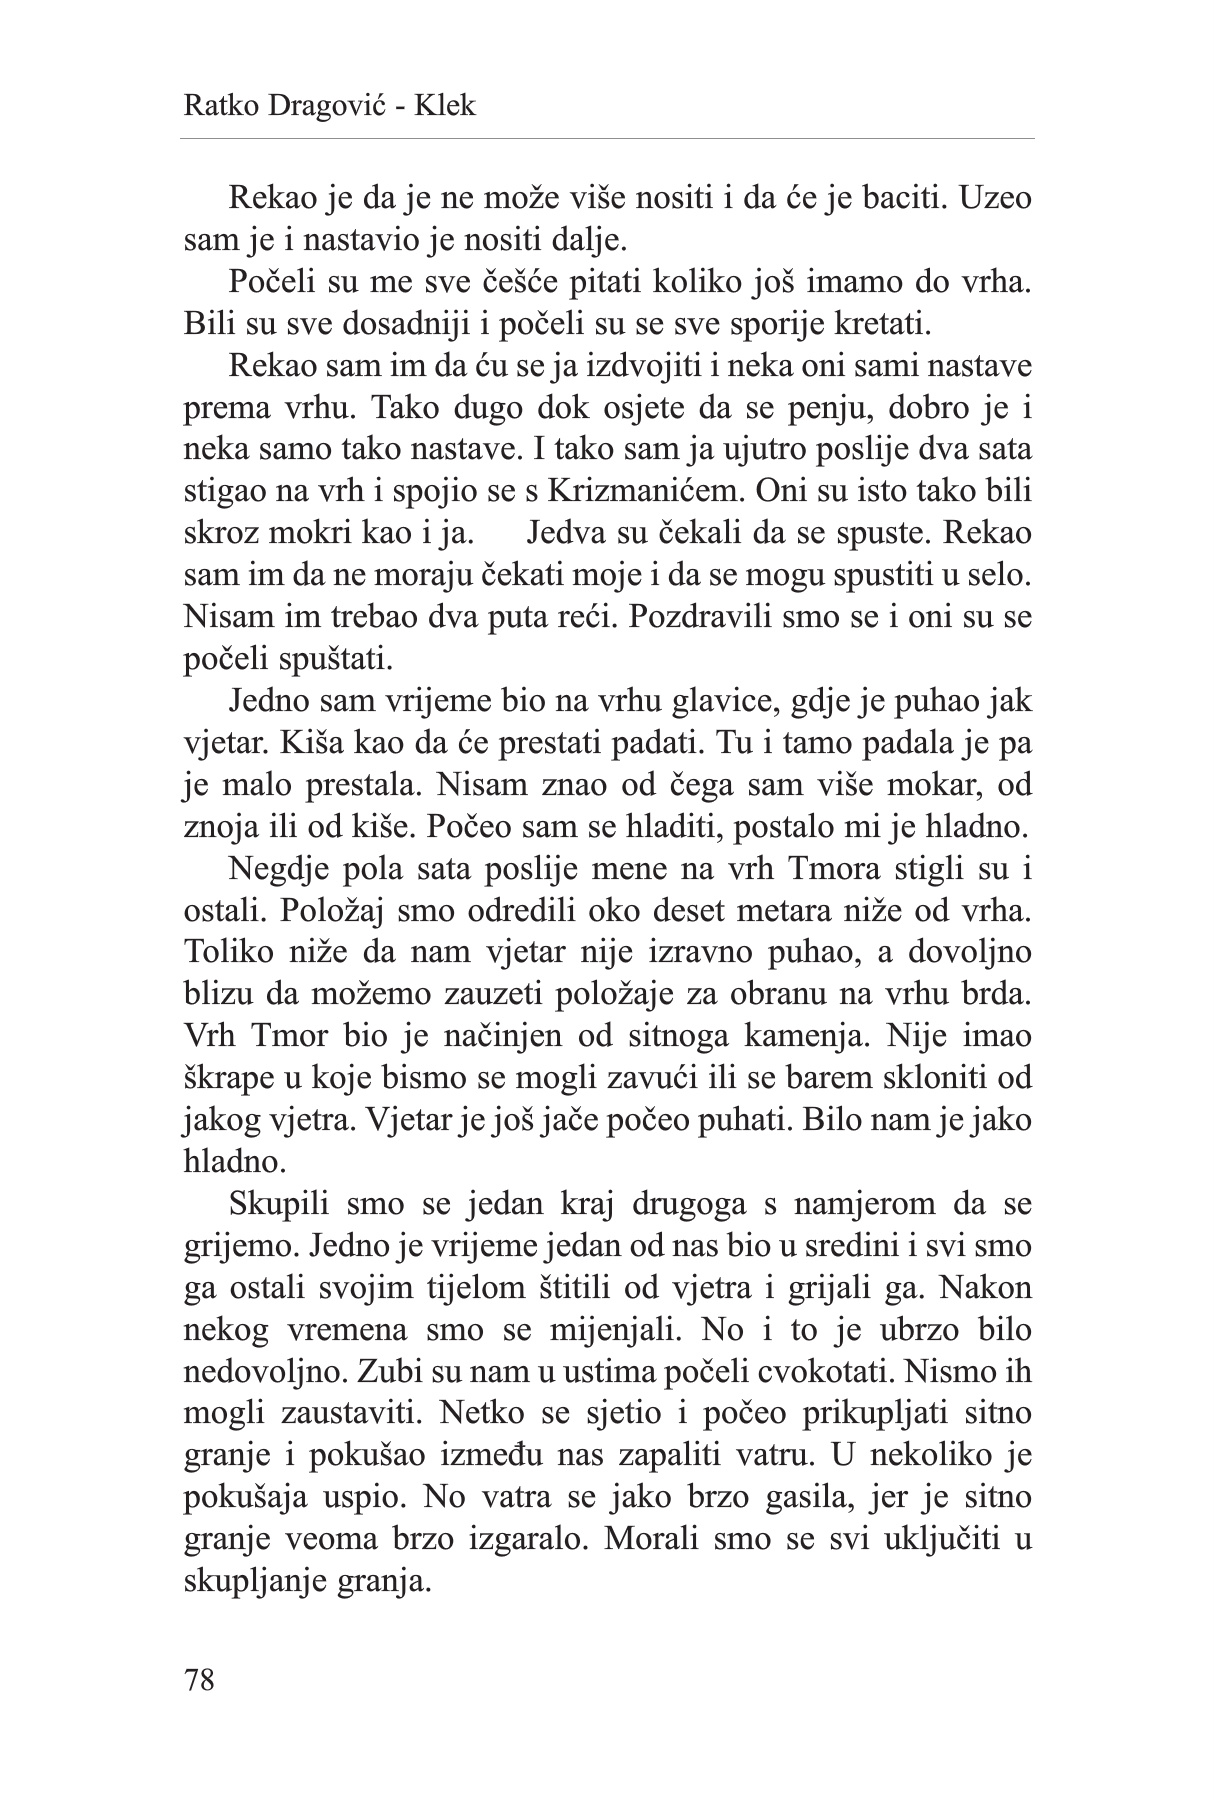 Ratko Dragović - Klek
Rekao je da je ne može više nositi i da će je baciti. Uzeo
sam je i nastavio je nositi dalje.
Počeli su me sve češće pitati koliko još imamo do vrha.
Bili su sve dosadniji i počeli su se sve sporije kretati.
Rekao sam im da ću se ja izdvojiti i neka oni sami nastave
prema vrhu. Tako dugo dok osjete da se penju, dobro je i
neka samo tako nastave. I tako sam ja ujutro poslije dva sata
stigao na vrh i spojio se s Krizmanićem. Oni su isto tako bili
skroz mokri kao i ja. Jedva su čekali da se spuste. Rekao
sam im da ne moraju čekati moje i da se mogu spustiti u selo.
Nisam im trebao dva puta reći. Pozdravili smo se i oni su se
počeli spuštati.
Jedno sam vrijeme bio na vrhu glavice, gdje je puhao jak
vjetar. Kiša kao da će prestati padati. Tu i tamo padala je pa
je malo prestala. Nisam znao od čega sam više mokar, od
znoja ili od kiše. Počeo sam se hladiti, postalo mi je hladno.
Negdje pola sata poslije mene na vrh Tmora stigli su i
ostali. Položaj smo odredili oko deset metara niže od vrha.
Toliko niže da nam vjetar nije izravno puhao, a dovoljno
blizu da možemo zauzeti položaje za obranu na vrhu brda.
Vrh Tmor bio je načinjen od sitnoga kamenja. Nije imao
škrape u koje bismo se mogli zavući ili se barem skloniti od
jakog vjetra. Vjetar je još jače počeo puhati. Bilo nam je jako
hladno.
Skupili smo se jedan kraj drugoga s namjerom da se
grijemo. Jedno je vrijeme jedan od nas bio u sredini i svi smo
ga ostali svojim tijelom štitili od vjetra i grijali ga. Nakon
nekog vremena smo se mijenjali. No i to je ubrzo bilo
nedovoljno. Zubi su nam u ustima počeli cvokotati. Nismo ih
mogli zaustaviti. Netko se sjetio i počeo prikupljati sitno
granje i pokušao između nas zapaliti vatru. U nekoliko je
pokušaja uspio. No vatra se jako brzo gasila, jer je sitno
granje veoma brzo izgaralo. Morali smo se svi uključiti u
skupljanje granja.
78